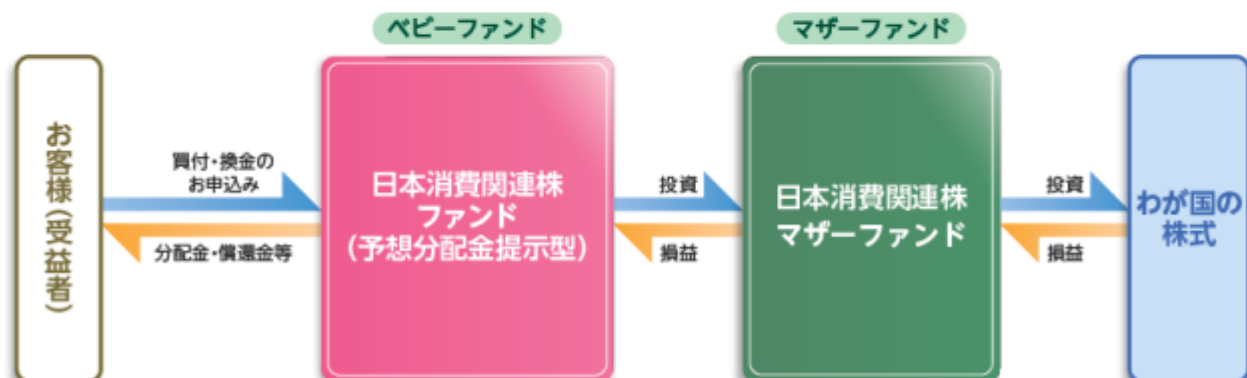 ベビーファンド
マザーファンド
お客様(受益者)
買付・換金の
お申込み
分配金・償還金等
日本消費関連株
ファンド
(予想分配金提示型)
投資
損益
日本消費関連株
マザーファンド
投資
損益
わが国の
株式